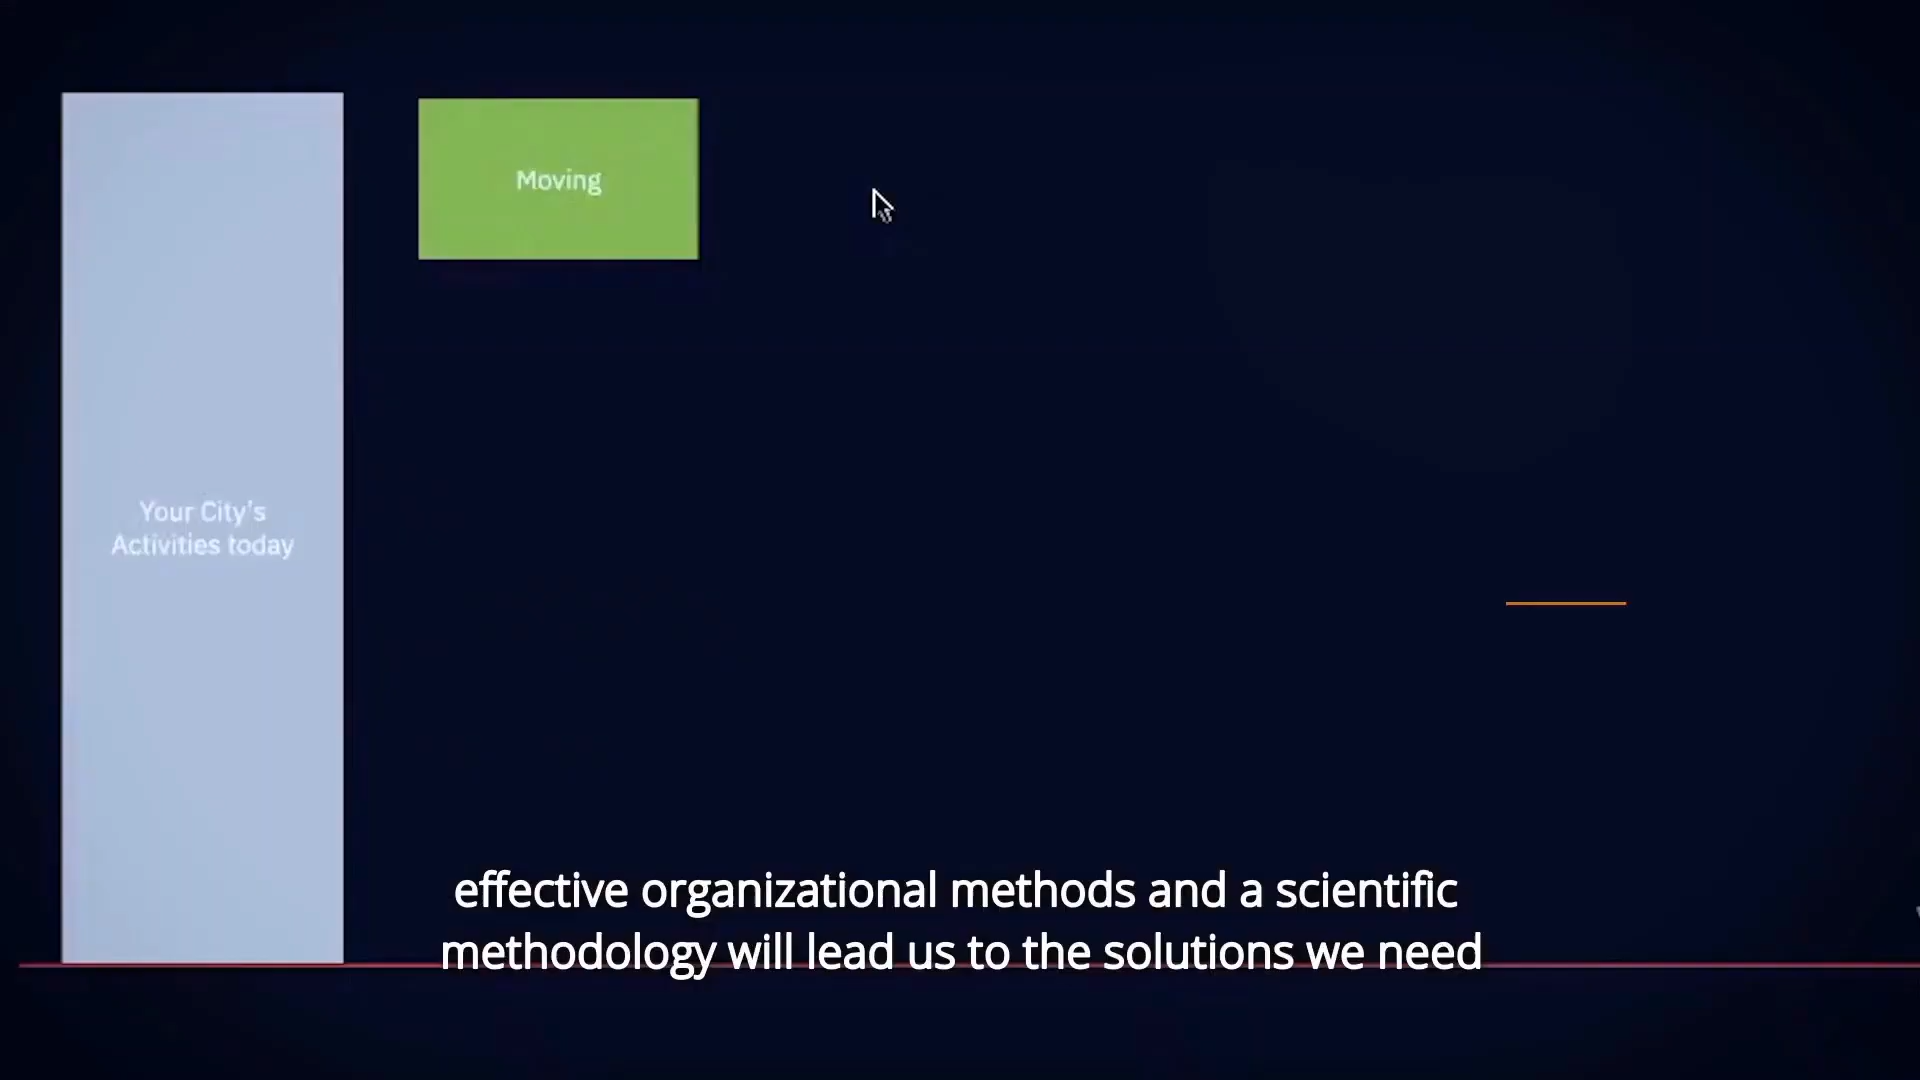 Moving
Your City's
Activities today
effective organizational methods and a scientific
methodology will lead us to the solutions we need